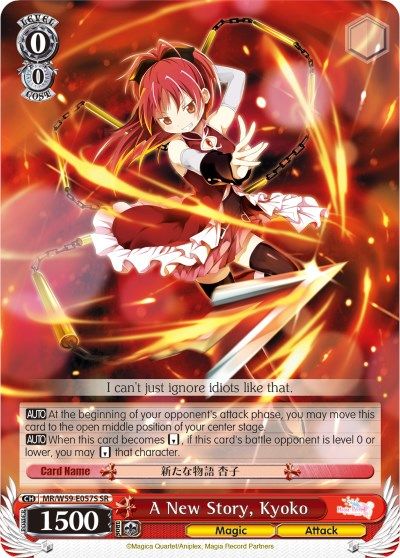 LEVEL
0
0
COST
I can't just ignore idiots like that.
AUTO At the beginning of your opponent's attack phase, you may move this
card to the open middle position of your center stage.
AUTO When this card becomes [▼], if this card's battle opponent is level 0 or
lower, you may reverse that character.
Card Name 新たな物語 杏子
CH MR/W59-E057S SR
POWER 1500 SOUL
A New Story, Kyoko
Magic Attack
©Magica Quartet/Aniplex, Magia Record Partners